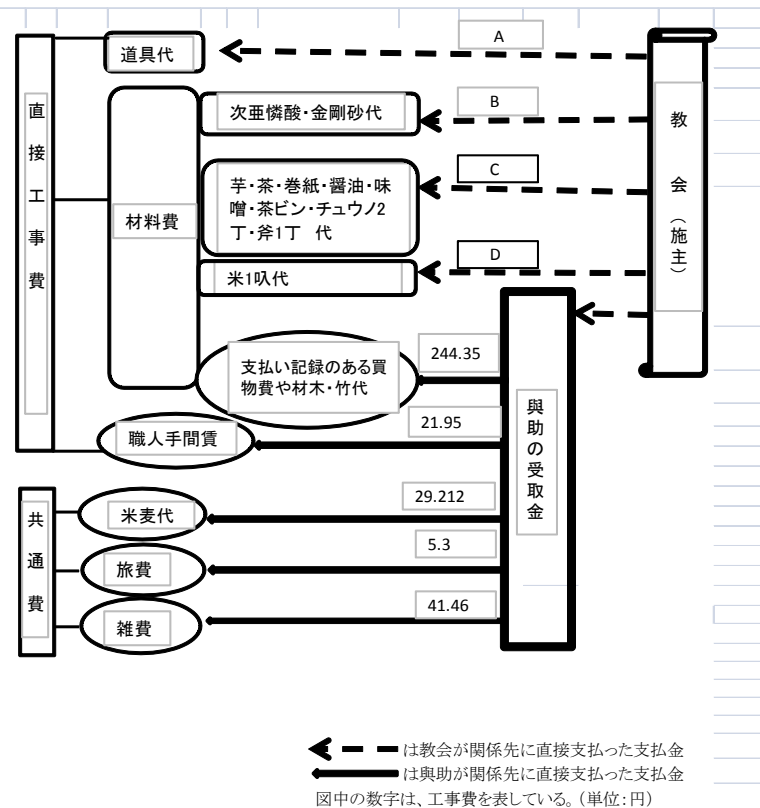 A
道具代
直接工事費
B
次亜憐酸・金剛砂代
教会（施主）
C
芋・茶・巻紙・醤油・味
噌・茶ビン・チュウノ2
丁・斧1丁　代
材料費
D
米1叺代
244.35
支払い記録のある買
物費や材木・竹代
21.95
職人手間賃
與助の受取金
29.212
米麦代
共通費
5.3
旅費
41.46
雑費
は教会が関係先に直接支払った支払金
は與助が関係先に直接支払った支払金
図中の数字は、工事費を表している。（単位：円）